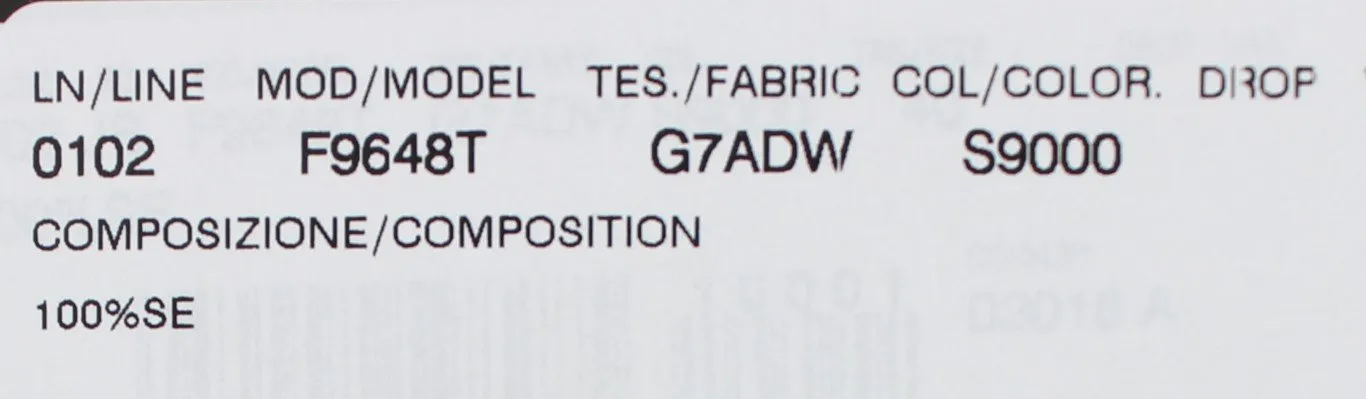 LN/LINE MOD/MODEL TES./FABRIC COL/COLOR. DROP
0102 F9648T G7ADW S9000
COMPOSIZIONE/COMPOSITION
100%SE